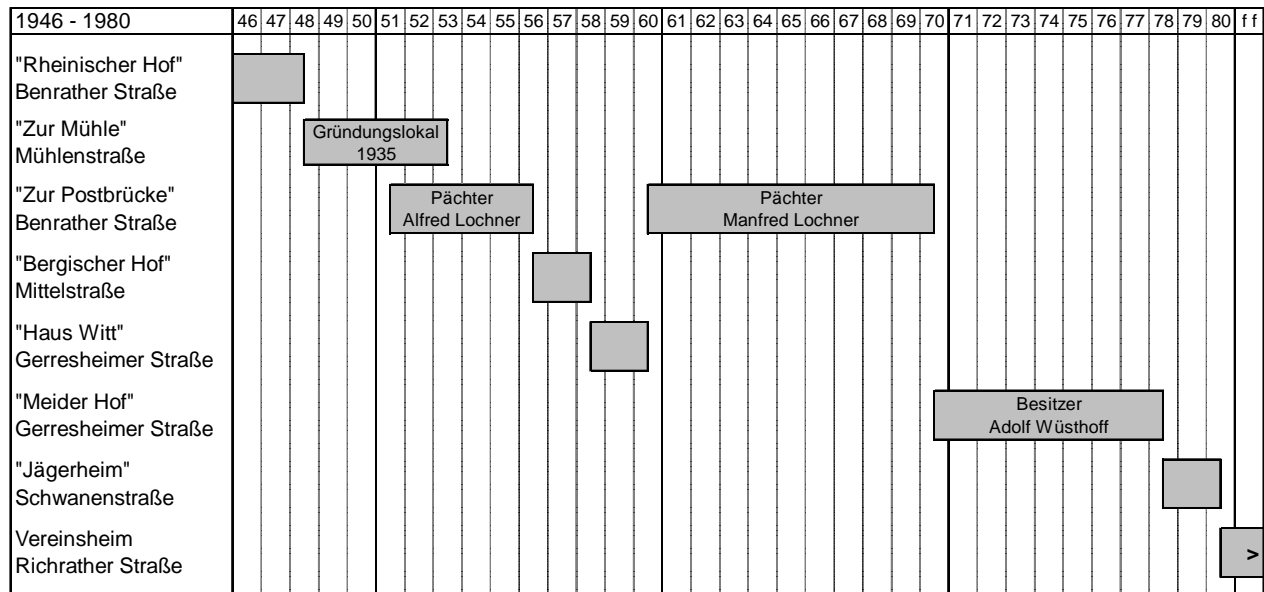 1946 - 1980 46 47 48 49 50 51 52 53 54 55 56 57 58 59 60 61 62 63 64 65 66 67 68 69 70 71 72 73 74 75 76 77 78 79 80 f f
"Rheinischer Hof"
Benrather Straße
"Zur Mühle"
Mühlenstraße
Gründungslokal
1935
"Zur Postbrücke"
Benrather Straße
Pächter
Alfred Lochner
Pächter
Manfred Lochner
"Bergischer Hof"
Mittelstraße
"Haus Witt"
Gerresheimer Straße
"Meider Hof"
Gerresheimer Straße
Besitzer
Adolf Wüsthoff
"Jägerheim"
Schwanenstraße
Vereinsheim
Richrather Straße
>